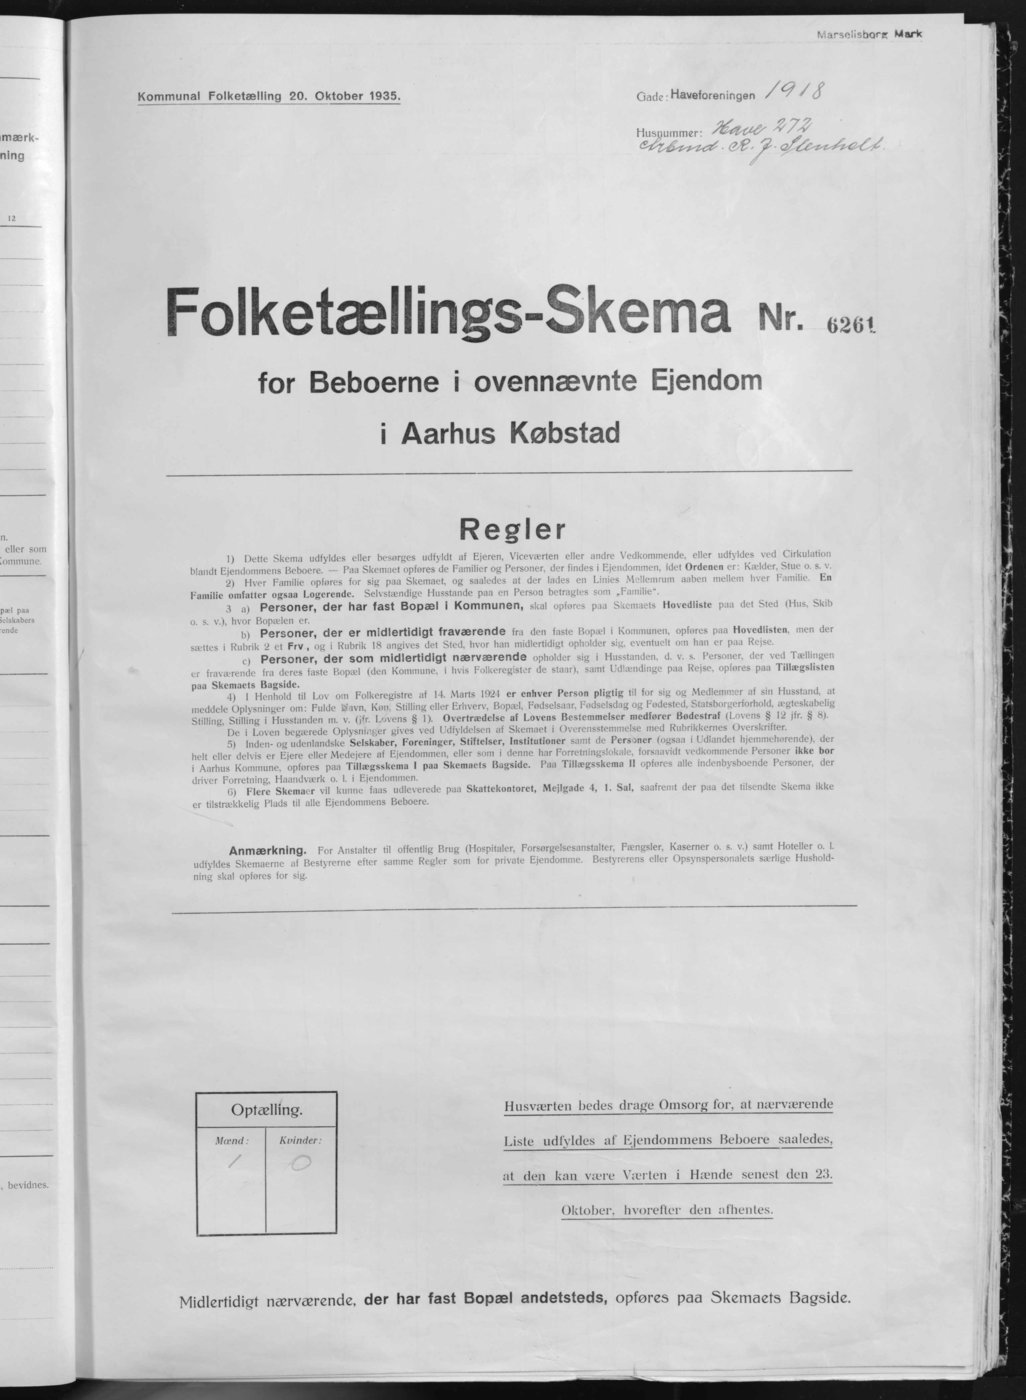 Marselisborg Mark
Kommunal Folketælling 20. Oktober 1935.
Gade: Haveforeningen 1918
Husnummer: Have 272
Arbmd. R. J. Stenholt.
Folketællings-Skema Nr. 6261
for Beboerne i ovennævnte Ejendom
i Aarhus Købstad
Regler
1) Dette Skema udfyldes eller besørges udfyldt af Ejeren, Viceværten eller andre Vedkommende, eller udfyldes ved Cirkulation
blandt Ejendommens Beboere. — Paa Skemaet opføres de Familier og Personer, der findes i Ejendommen, idet Ordenen er: Kælder, Stue o. s. v.
2) Hver Familie opføres for sig paa Skemaet, og saaledes at der lades en Linies Mellemrum aaben mellem hver Familie. En
Familie omfatter ogsaa Logerende. Selvstændige Husstande paa en Person betragtes som „Familie“.
3 a) Personer, der har fast Bopæl i Kommunen, skal opføres paa Skemaets Hovedliste paa det Sted (Hus, Skib
o. s. v.), hvor Bopælen er.
b) Personer, der er midlertidigt fraværende fra den faste Bopæl i Kommunen, opføres paa Hovedlisten, men der
sættes i Rubrik 2 et Frv., og i Rubrik 18 angives det Sted, hvor han midlertidigt opholder sig, eventuelt om han er paa Rejse.
c) Personer, der som midlertidigt nærværende opholder sig i Husstanden, d. v. s. Personer, der ved Tællingen
er fraværende fra deres faste Bopæl (den Kommune, i hvis Folkeregister de staar), samt Udlændinge paa Rejse, opføres paa Tillægslisten
paa Skemaets Bagside.
4) I Henhold til Lov om Folkeregistre af 14. Marts 1924 er enhver Person pligtig til for sig og Medlemmer af sin Husstand, at
meddele Oplysninger om: Fulde Navn, Køn, Stilling eller Erhverv, Bopæl, Fødselsaar, Fødselsdag og Fødested, Statsborgerforhold, ægteskabelig
Stilling, Stilling i Husstanden m. v. (jfr. Lovens § 1). Overtrædelse af Lovens Bestemmelser medfører Bødestraf (Lovens § 12 jfr. § 8).
De i Loven begærede Oplysninger gives ved Udfyldelsen af Skemaet i Overensstemmelse med Rubrikkernes Overskrifter.
5) Inden- og udenlandske Selskaber, Foreninger, Stiftelser, Institutioner samt de Personer (ogsaa i Udlandet hjemmehørende), der
helt eller delvis er Ejere eller Medejere af Ejendommen, eller som i denne har Forretningslokale, forsaavidt vedkommende Personer ikke bor
i Aarhus Kommune, opføres paa Tillægsskema I paa Skemaets Bagside. Paa Tillægsskema II opføres alle indenbysboende Personer, der
driver Forretning, Haandværk o. l. i Ejendommen.
6) Flere Skemaer vil kunne faas udleverede paa Skattekontoret, Mejlgade 4, 1. Sal, saafremt der paa det tilsendte Skema ikke
er tilstrækkelig Plads til alle Ejendommens Beboere.
Anmærkning. For Anstalter til offentlig Brug (Hospitaler, Forsørgelsesanstalter, Fængsler, Kaserner o. s. v.) samt Hoteller o. l.
udfyldes Skemaerne af Bestyrerne efter samme Regler som for private Ejendomme. Bestyrerens eller Opsynspersonalets særlige Hushold-
ning skal opføres for sig.
Optælling.
Mænd: Kvinder:
1 0
Husværten bedes drage Omsorg for, at nærværende
Liste udfyldes af Ejendommens Beboere saaledes,
at den kan være Værten i Hænde senest den 23.
Oktober, hvorefter den afhentes.
Midlertidigt nærværende, der har fast Bopæl andetsteds, opføres paa Skemaets Bagside.
mærk-
ning
12
n.
eller som
Kommune.
pæl paa
Selskabers
ende
, bevidnes.